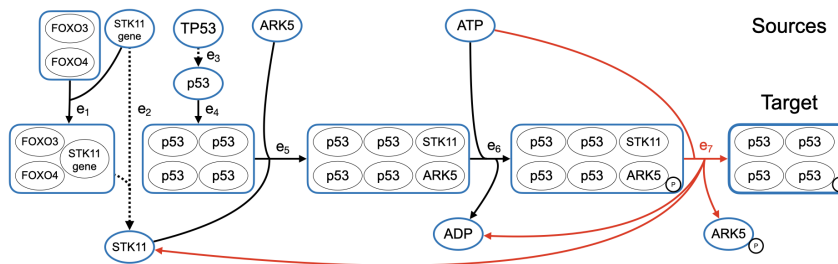 FOXO3
FOXO4
STK11
gene
TP53
ARK5
ATP
Sources
e3
p53
e1
e2
e4
Target
FOXO3
FOXO4
STK11
gene
p53 p53
p53 p53
e5
p53 p53 STK11
p53 p53 ARK5
e6
p53 p53 STK11
p53 p53 ARK5 P
e7
p53 p53
p53 p53
STK11
ADP
ARK5 P